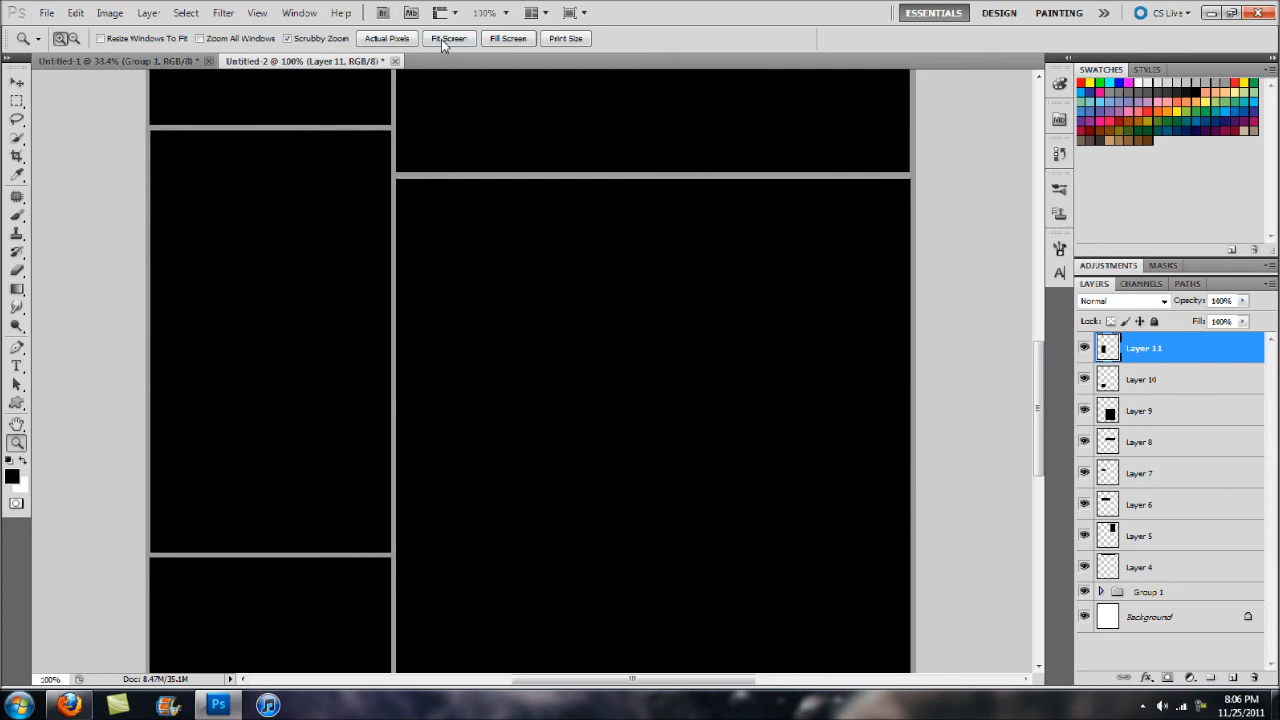 Ps File Edit Image Layer Select Filter View Window Help Br Mb 100% ESSENTIALS DESIGN PAINTING CS Live
Resize Windows To Fit Zoom All Windows Scrubby Zoom Actual Pixels Fit Screen Fill Screen Print Size
Untitled-1 @ 33.4% (Group 1, RGB/8) * Untitled-2 @ 100% (Layer 11, RGB/8) *
SWATCHES STYLES
Mb
ADJUSTMENTS MASKS
LAYERS CHANNELS PATHS
Normal Opacity: 100%
Lock: Fill: 100%
Layer 11
Layer 10
Layer 9
Layer 8
Layer 7
Layer 6
Layer 5
Layer 4
Group 1
Background
100% Doc: 8.47M/35.1M
Ps
8:06 PM
11/25/2011